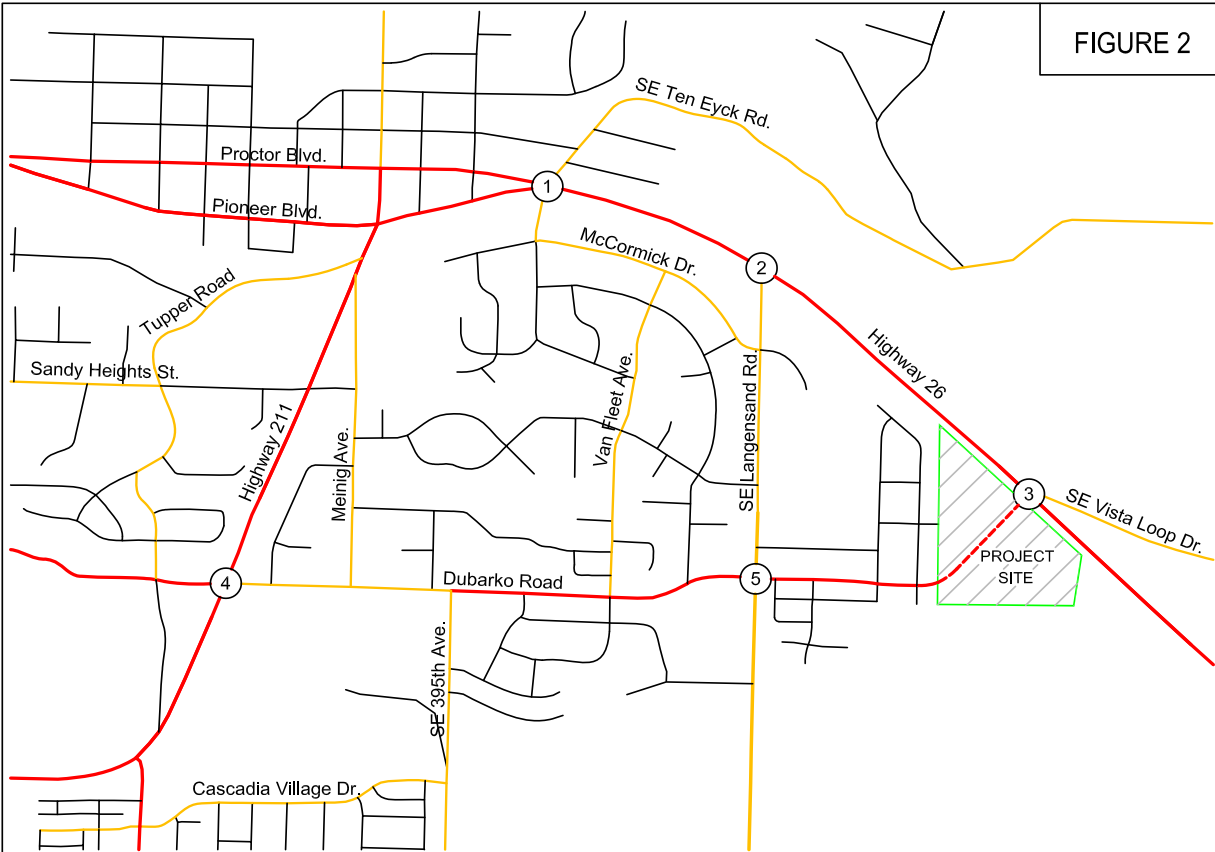 FIGURE 2
SE Ten Eyck Rd.
Proctor Blvd.
1
Pioneer Blvd.
McCormick Dr.
2
Tupper Road
Highway 26
Sandy Heights St.
Van Fleet Ave.
SE Langensand Rd.
Highway 211
Meinig Ave.
3
SE Vista Loop Dr.
PROJECT
SITE
4
Dubarko Road
5
SE 395th Ave.
Cascadia Village Dr.